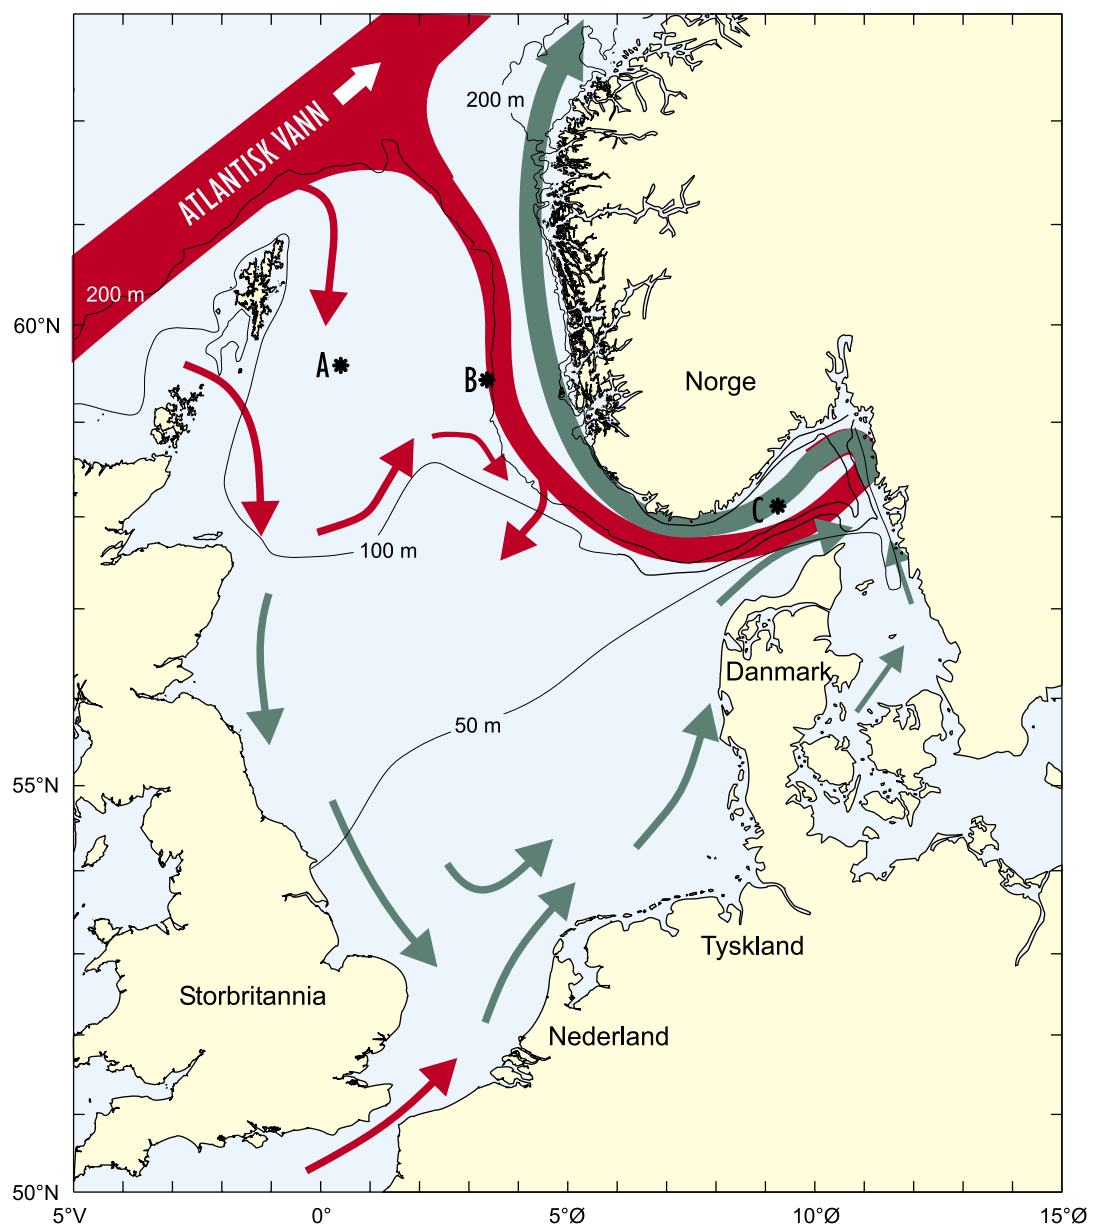 200 m
ATLANTISK VANN
200 m
60°N
A
B
Norge
C
100 m
Danmark
50 m
55°N
Tyskland
Storbritannia
Nederland
50°N
5°V
0°
5°Ø
10°Ø
15°Ø